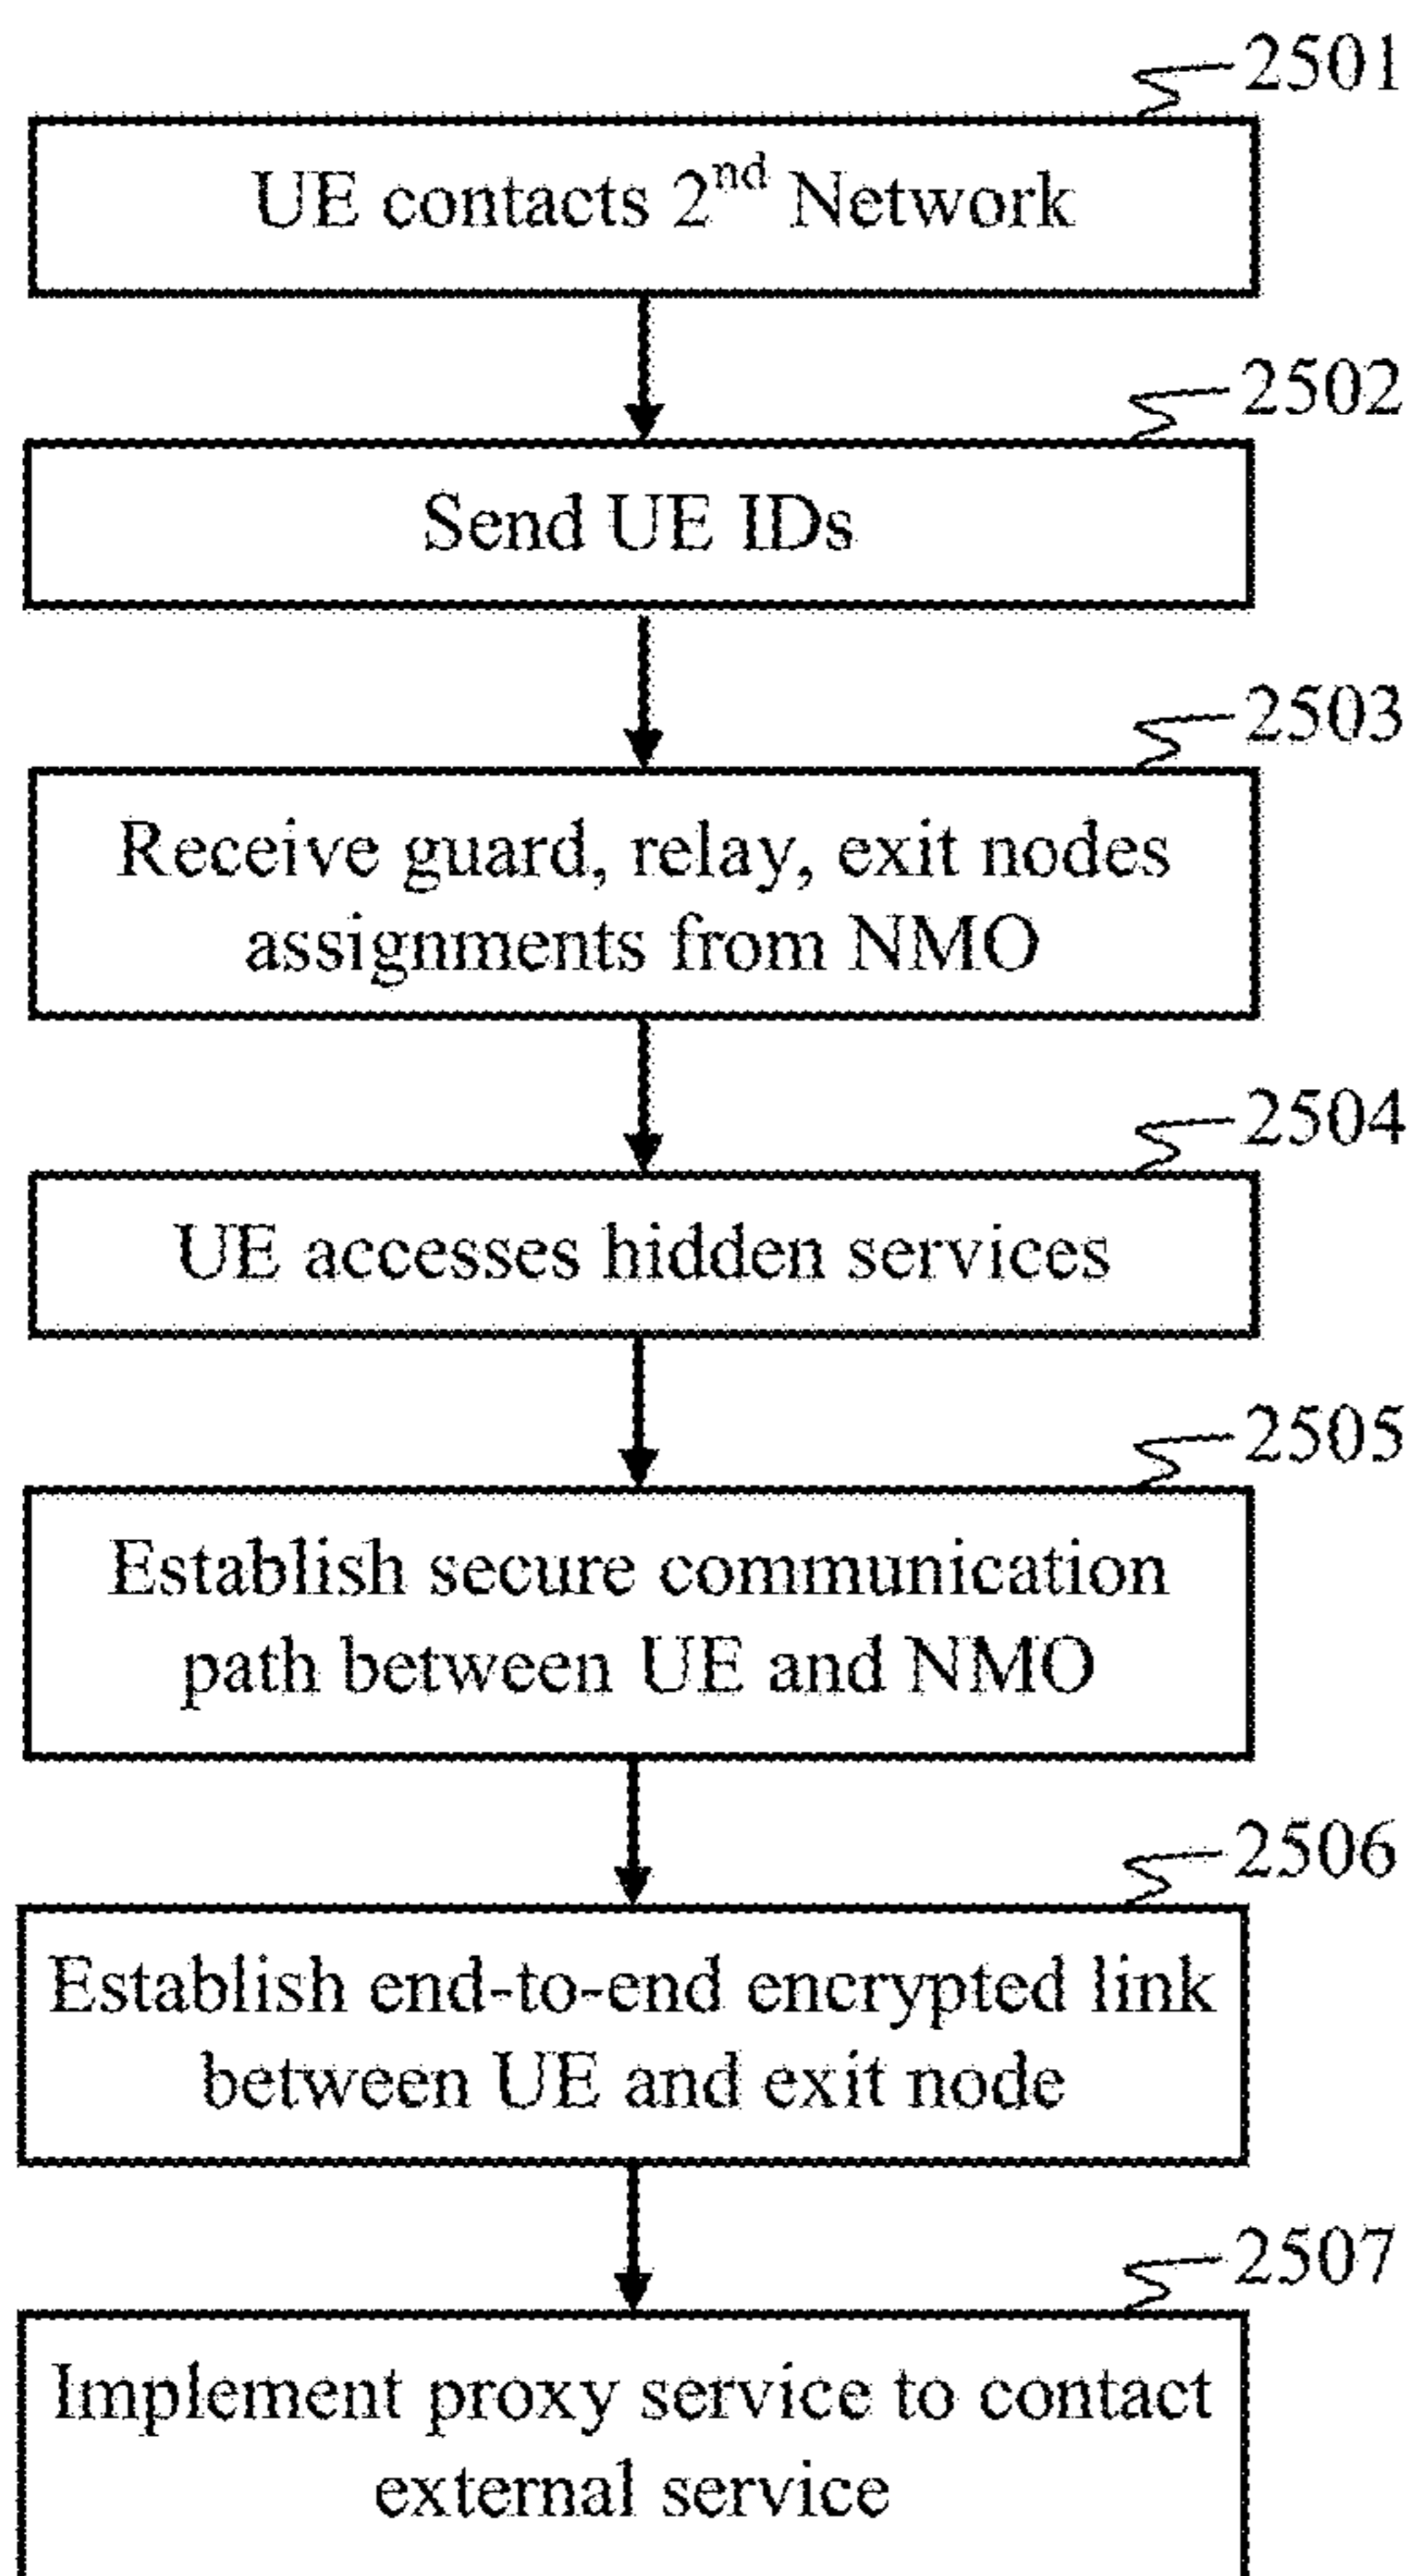 2501
UE contacts 2nd Network
2502
Send UE IDs
2503
Receive guard, relay, exit nodes
assignments from NMO
2504
UE accesses hidden services
2505
Establish secure communication
path between UE and NMO
2506
Establish end-to-end encrypted link
between UE and exit node
2507
Implement proxy service to contact
external service